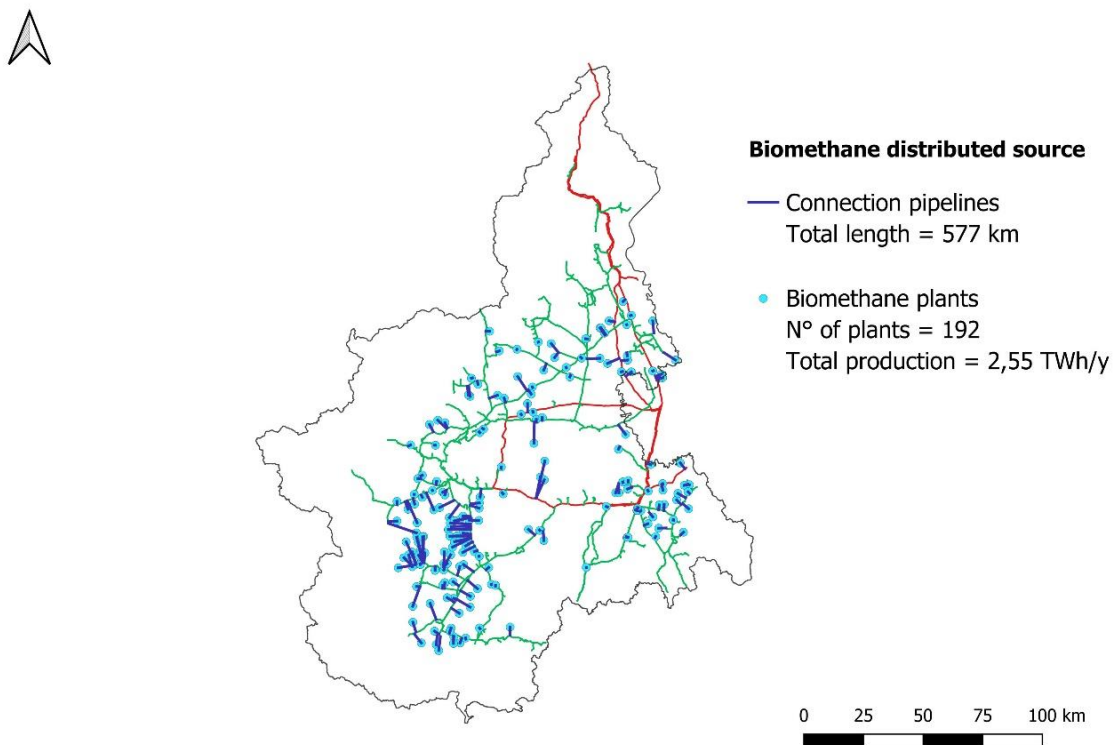 Biomethane distributed source
Connection pipelines
Total length = 577 km
Biomethane plants
N° of plants = 192
Total production = 2,55 TWh/y
0 25 50 75 100 km